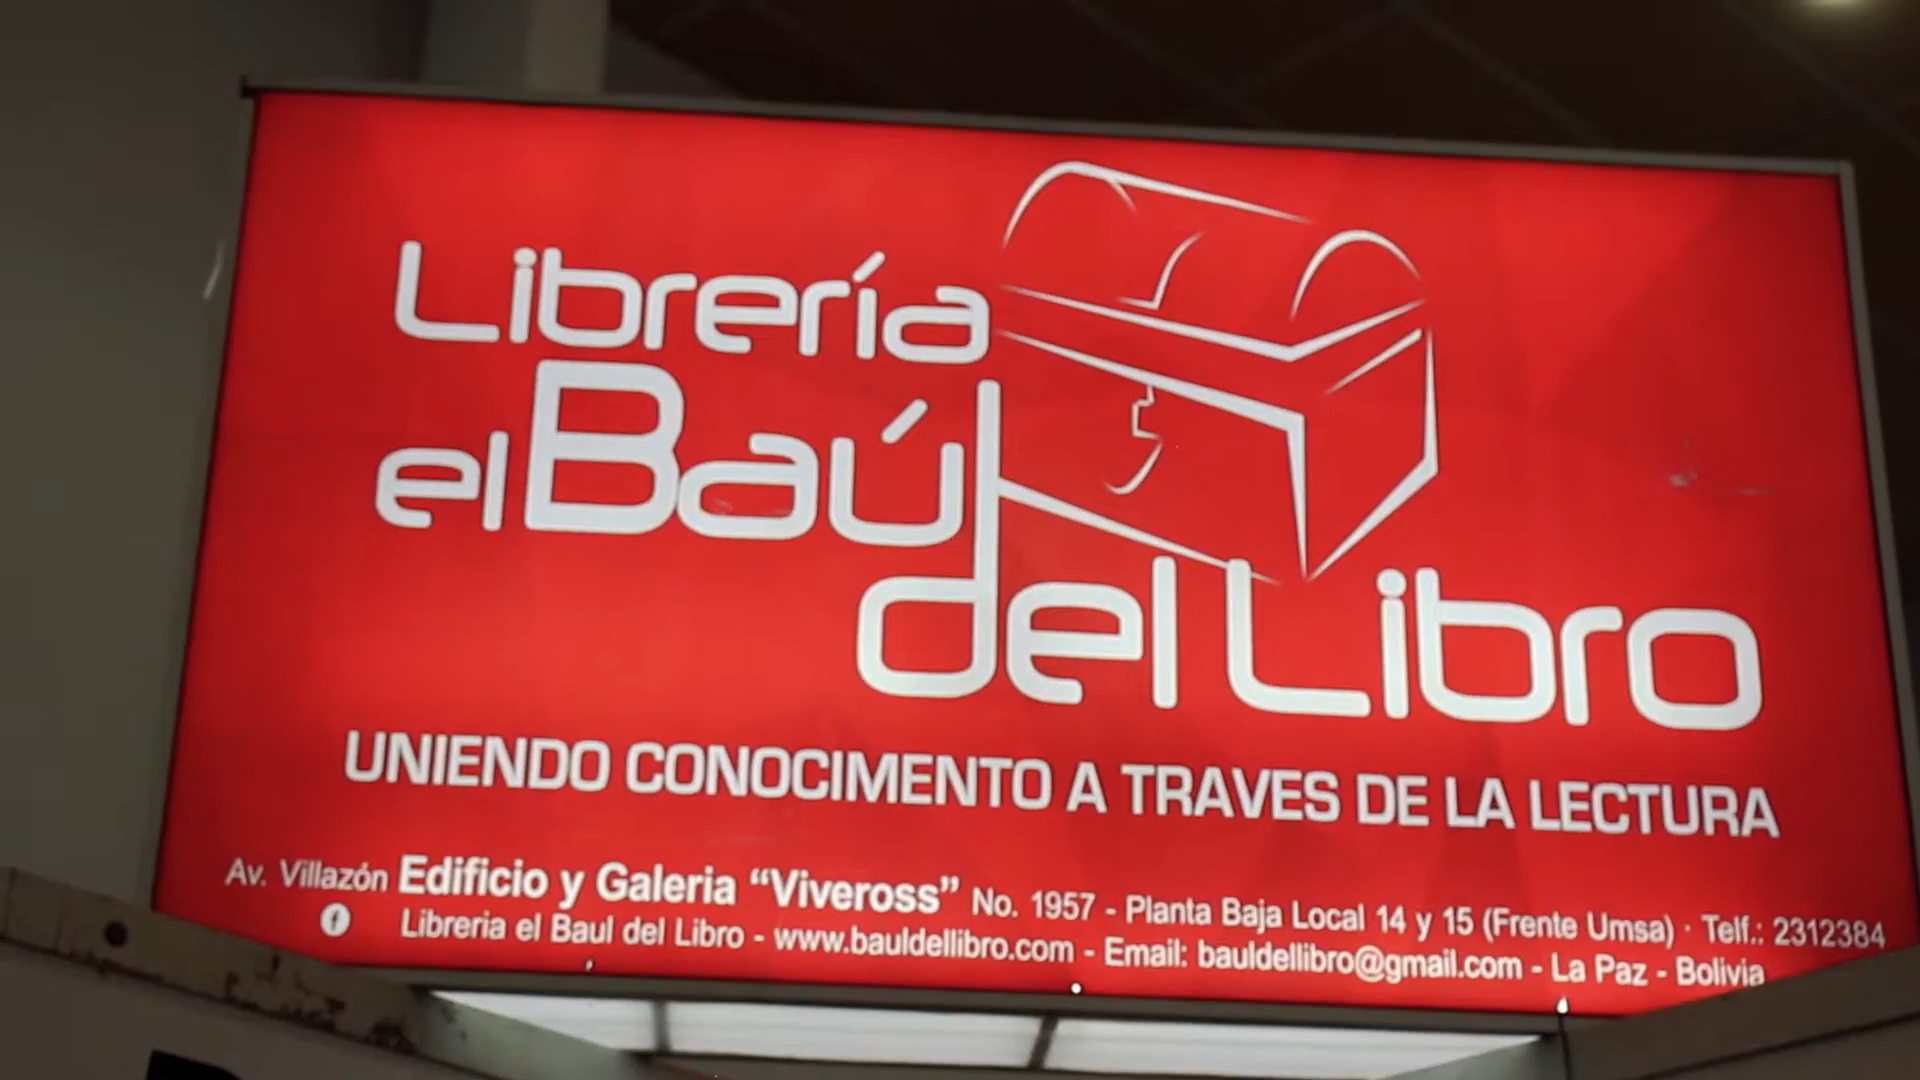 Librería
el Baúl
del Libro
UNIENDO CONOCIMENTO A TRAVES DE LA LECTURA
Av. Villazón Edificio y Galeria “Viveross” No. 1957 - Planta Baja Local 14 y 15 (Frente Umsa) · Telf.: 2312384
f Libreria el Baul del Libro - www.bauldellibro.com - Email: bauldellibro@gmail.com - La Paz - Bolivia